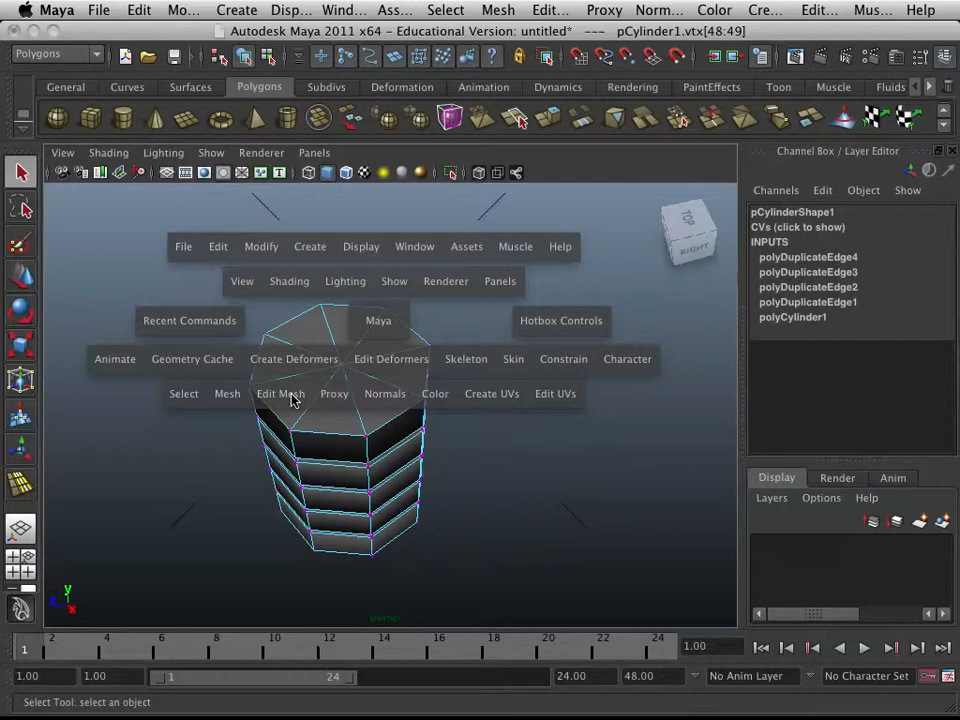 Maya File Edit Mo... Create Disp... Wind... Ass... Select Mesh Edit... Proxy Normals Color Cre... Edit... Mus... Help
Autodesk Maya 2011 x64 - Educational Version: untitled* --- pCylinder1.vtx[48:49]
Polygons
General Curves Surfaces Polygons Subdivs Deformation Animation Dynamics Rendering PaintEffects Toon Muscle Fluids
View Shading Lighting Show Renderer Panels
Channel Box / Layer Editor
Channels Edit Object Show
pCylinderShape1
CVs (click to show)
INPUTS
polyDuplicateEdge4
polyDuplicateEdge3
polyDuplicateEdge2
polyDuplicateEdge1
polyCylinder1
TOP
RIGHT
File Edit Modify Create Display Window Assets Muscle Help
View Shading Lighting Show Renderer Panels
Recent Commands Maya Hotbox Controls
Animate Geometry Cache Create Deformers Edit Deformers Skeleton Skin Constrain Character
Select Mesh Edit Mesh Proxy Normals Color Create UVs Edit UVs
Display Render Anim
Layers Options Help
y
z x
persp
1 2 4 6 8 10 12 14 16 18 20 22 24 1.00
1.00 1.00 1 24 24.00 48.00 No Anim Layer No Character Set
Select Tool: select an object